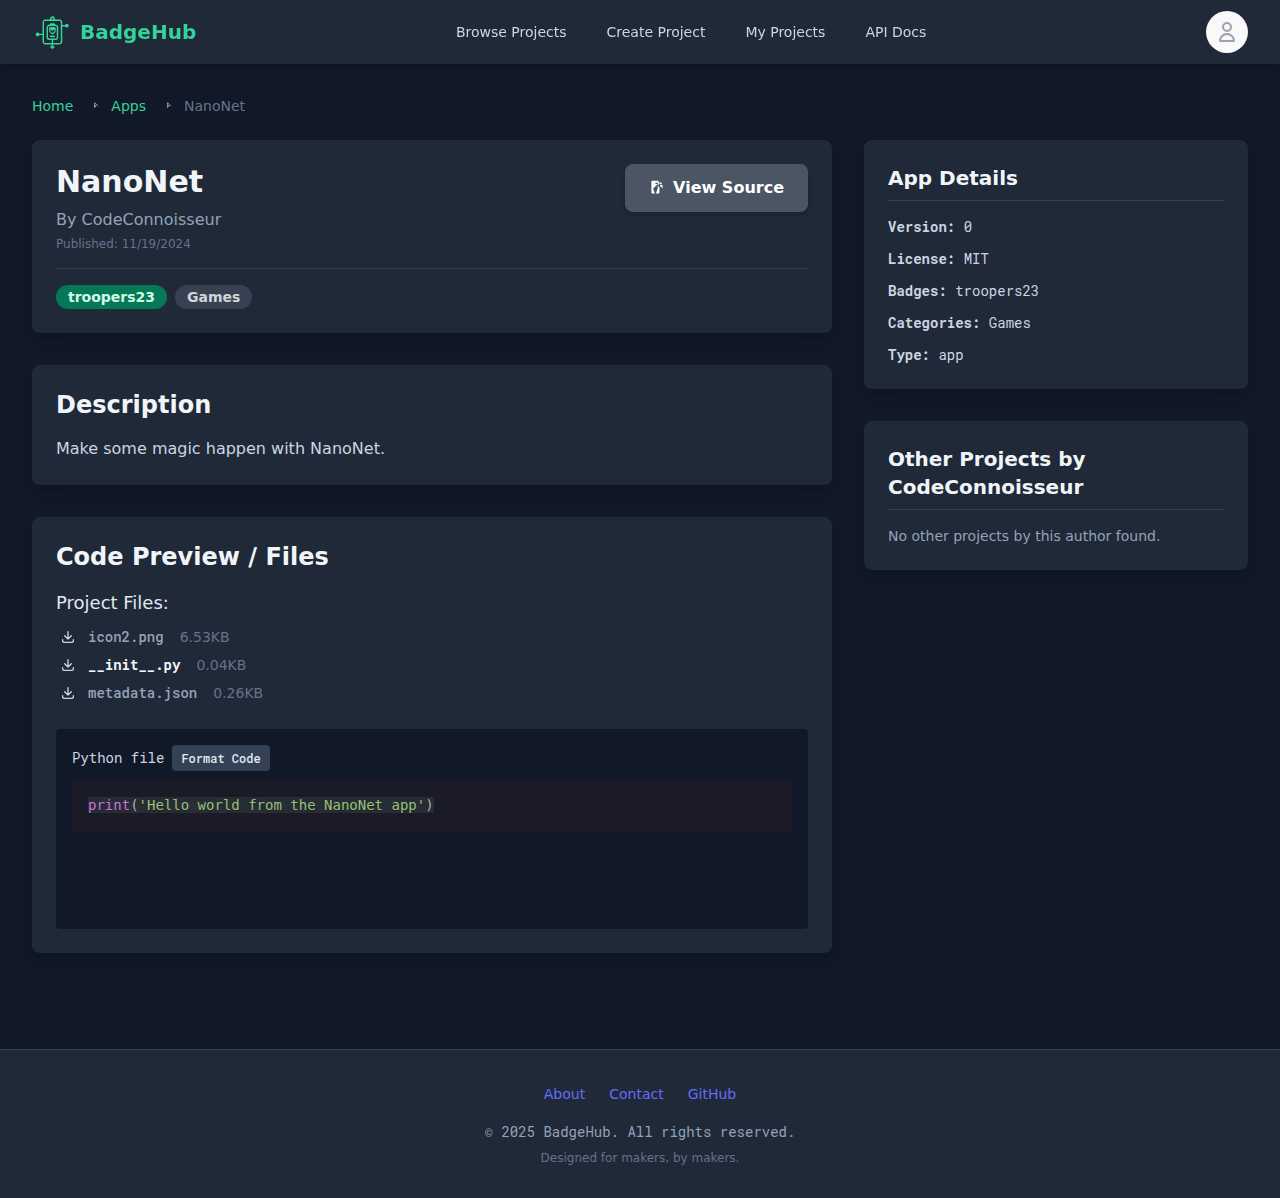 BadgeHub
Browse Projects
Create Project
My Projects
API Docs
Home
Apps
NanoNet
NanoNet
View Source
By CodeConnoisseur
Published: 11/19/2024
troopers23
Games
Description
Make some magic happen with NanoNet.
Code Preview / Files
Project Files:
icon2.png 6.53KB
__init__.py 0.04KB
metadata.json 0.26KB
Python file
Format Code
print('Hello world from the NanoNet app')
App Details
Version: 0
License: MIT
Badges: troopers23
Categories: Games
Type: app
Other Projects by
CodeConnoisseur
No other projects by this author found.
About
Contact
GitHub
© 2025 BadgeHub. All rights reserved.
Designed for makers, by makers.